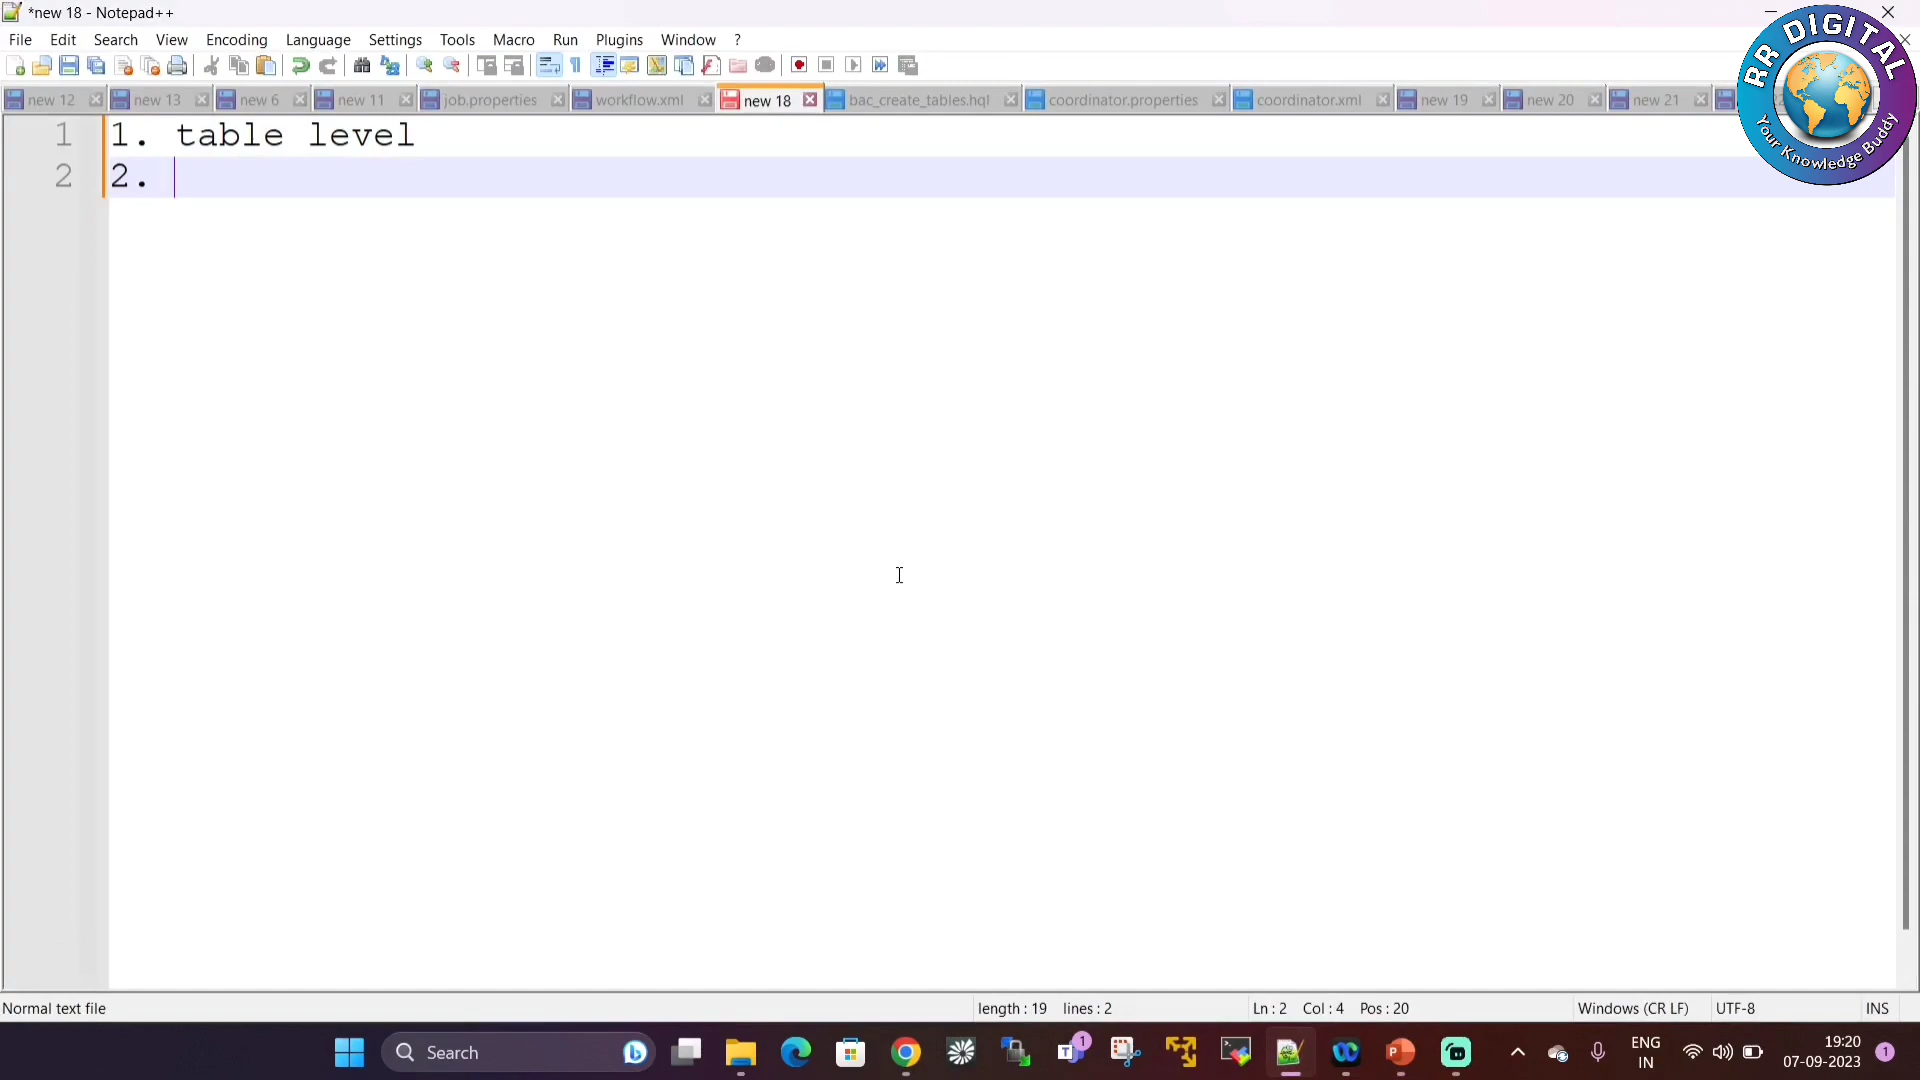 *new 18 - Notepad++
File Edit Search View Encoding Language Settings Tools Macro Run Plugins Window ?
new 12 new 13 new 6 new 11 job.properties workflow.xml new 18 bac_create_tables.hql coordinator.properties coordinator.xml new 19 new 20 new 21
RR DIGITAL
Your Knowledge Buddy
1 1. table level
2 2.
Normal text file length : 19 lines : 2 Ln : 2 Col : 4 Pos : 20 Windows (CR LF) UTF-8 INS
Search
1
ENG
IN
19:20
07-09-2023
1